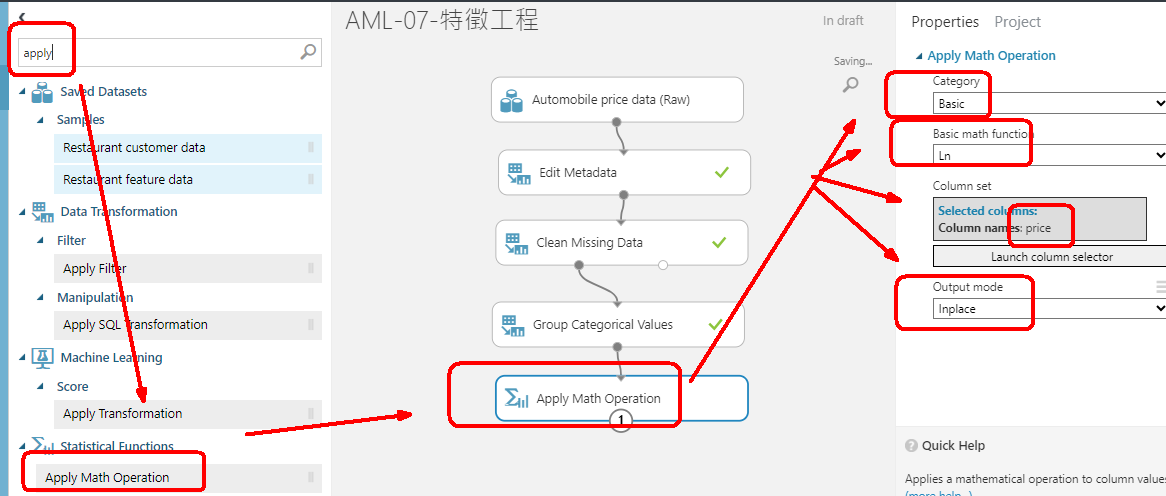 apply
Saved Datasets
Samples
Restaurant customer data
Restaurant feature data
Data Transformation
Filter
Apply Filter
Manipulation
Apply SQL Transformation
Machine Learning
Score
Apply Transformation
Statistical Functions
Apply Math Operation
AML-07-特徵工程
In draft
Saving...
Automobile price data (Raw)
Edit Metadata
Clean Missing Data
Group Categorical Values
Apply Math Operation
1
Properties Project
Apply Math Operation
Category
Basic
Basic math function
Ln
Column set
Selected columns:
Column names: price
Launch column selector
Output mode
Inplace
Quick Help
Applies a mathematical operation to column values
(more help...)